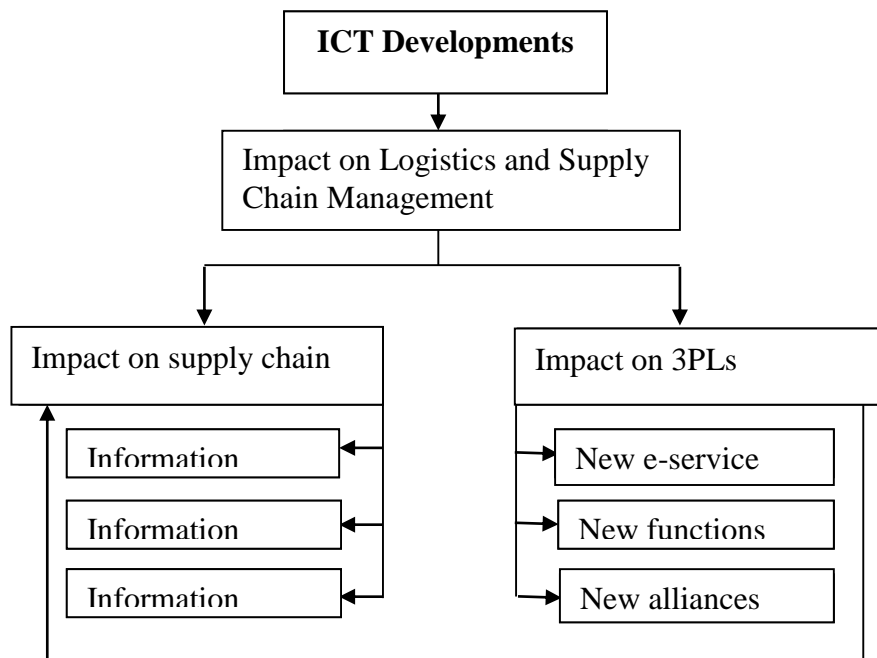 ICT Developments
Impact on Logistics and Supply
Chain Management
Impact on supply chain
Impact on 3PLs
Information
New e-service
Information
New functions
Information
New alliances